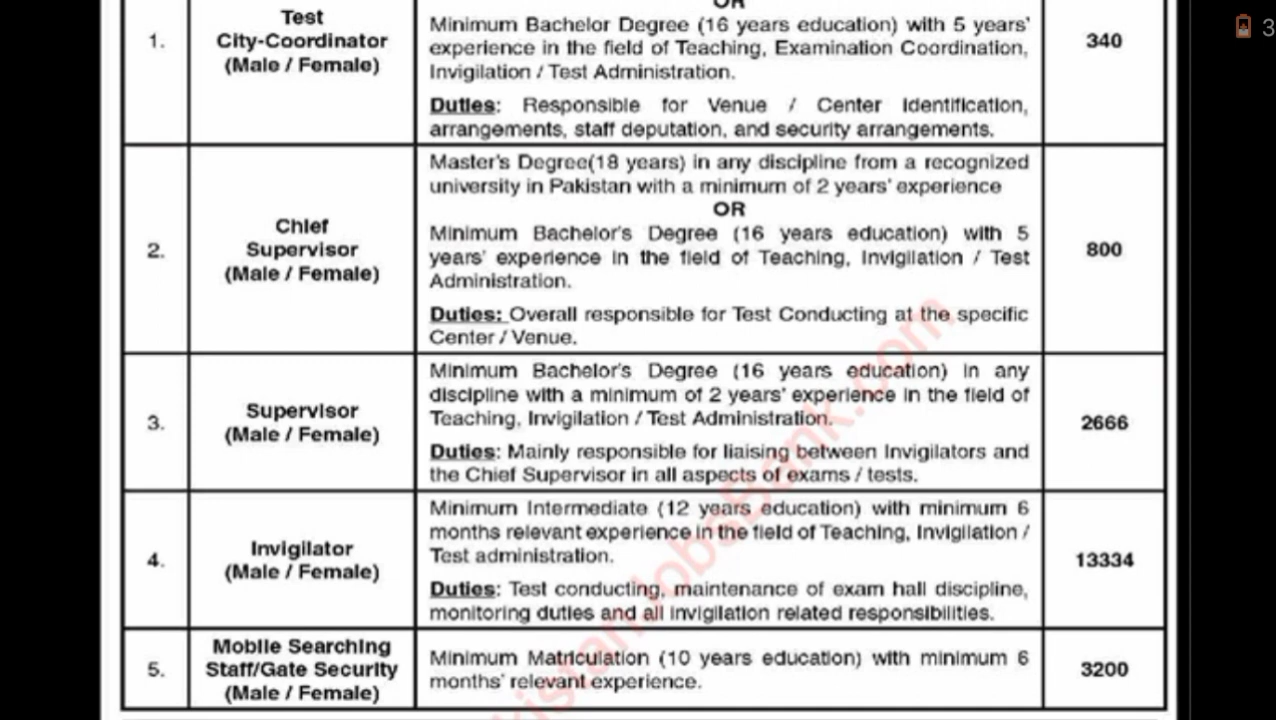 OR
3
1.
Test
City-Coordinator
(Male / Female)
Minimum Bachelor Degree (16 years education) with 5 years'
experience in the field of Teaching, Examination Coordination,
Invigilation / Test Administration.
Duties: Responsible for Venue / Center Identification,
arrangements, staff deputation, and security arrangements.
340
2.
Chief
Supervisor
(Male / Female)
Master's Degree(18 years) in any discipline from a recognized
university in Pakistan with a minimum of 2 years' experience
OR
Minimum Bachelor's Degree (16 years education) with 5
years' experience in the field of Teaching, Invigilation / Test
Administration.
Duties: Overall responsible for Test Conducting at the specific
Center / Venue.
800
3.
Supervisor
(Male / Female)
Minimum Bachelor's Degree (16 years education) in any
discipline with a minimum of 2 years' experience in the field of
Teaching, Invigilation / Test Administration.
Duties: Mainly responsible for liaising between Invigilators and
the Chief Supervisor in all aspects of exams / tests.
2666
4.
Invigilator
(Male / Female)
Minimum Intermediate (12 years education) with minimum 6
months relevant experience in the field of Teaching, Invigilation /
Test administration.
Duties: Test conducting, maintenance of exam hall discipline,
monitoring duties and all invigilation related responsibilities.
13334
5.
Mobile Searching
Staff/Gate Security
(Male / Female)
Minimum Matriculation (10 years education) with minimum 6
months' relevant experience.
3200
kistanJobsBank.com